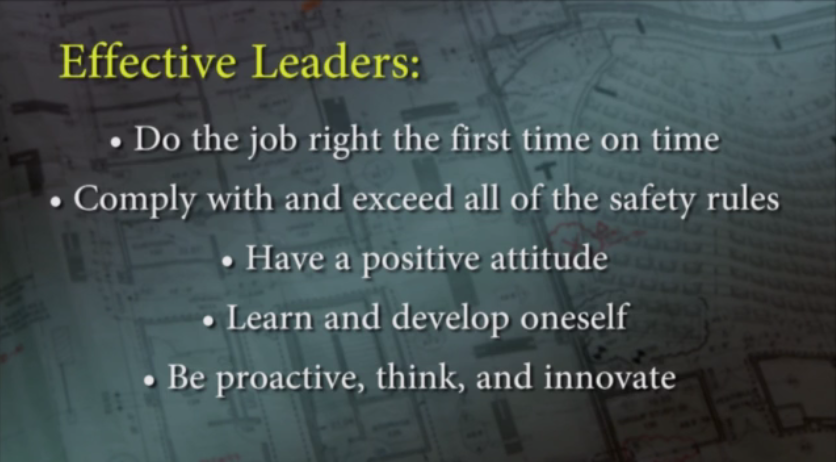 Effective Leaders:
• Do the job right the first time on time
• Comply with and exceed all of the safety rules
• Have a positive attitude
• Learn and develop oneself
• Be proactive, think, and innovate